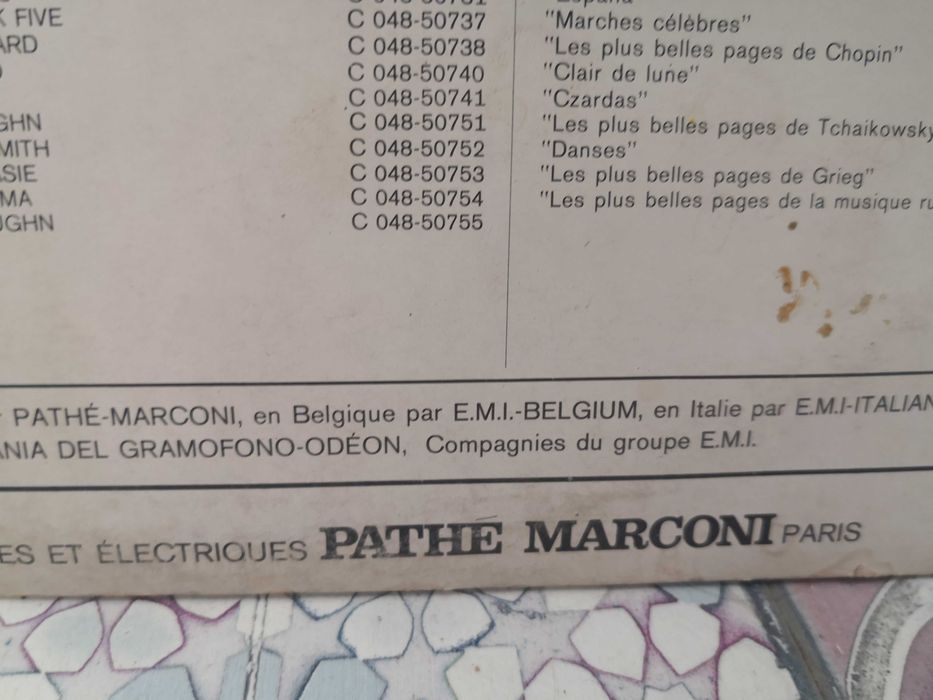 K FIVE C 048-50737
ARD C 048-50738
C 048-50740
C 048-50741
GHN C 048-50751
MITH C 048-50752
SIE C 048-50753
MA C 048-50754
UGHN C 048-50755
"Marches célèbres"
"Les plus belles pages de Chopin"
"Clair de lune"
"Czardas"
"Les plus belles pages de Tchaikowsky
"Danses"
"Les plus belles pages de Grieg"
"Les plus belles pages de la musique ru
PATHÉ-MARCONI, en Belgique par E.M.I.-BELGIUM, en Italie par E.M.I-ITALIAN
NIA DEL GRAMOFONO-ODÉON, Compagnies du groupe E.M.I.
ES ET ÉLECTRIQUES PATHÉ MARCONI PARIS